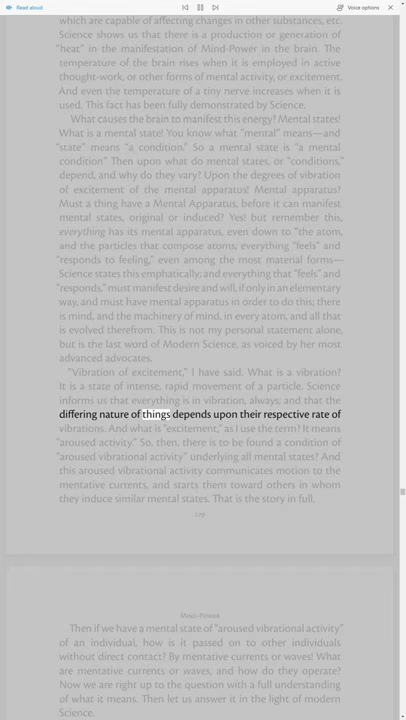 Read aloud
Voice options
which are capable of affecting changes in other substances, etc.
Science shows us that there is a production or generation of
"heat" in the manifestation of Mind-Power in the brain. The
temperature of the brain rises when it is employed in active
thought-work, or other forms of mental activity, or excitement.
And even the temperature of a tiny nerve increases when it is
used. This fact has been fully demonstrated by Science.
What causes the brain to manifest this energy? Mental states!
What is a mental state! You know what "mental" means—and
"state" means "a condition." So a mental state is "a mental
condition" Then upon what do mental states, or "conditions,"
depend, and why do they vary? Upon the degrees of vibration
of excitement of the mental apparatus! Mental apparatus?
Must a thing have a Mental Apparatus, before it can manifest
mental states, original or induced? Yes! but remember this,
everything has its mental apparatus, even down to "the atom,
and the particles that compose atoms; everything "feels" and
"responds to feeling," even among the most material forms—
Science states this emphatically; and everything that "feels" and
"responds," must manifest desire and will, if only in an elementary
way, and must have mental apparatus in order to do this; there
is mind, and the machinery of mind, in every atom, and all that
is evolved therefrom. This is not my personal statement alone,
but is the last word of Modern Science, as voiced by her most
advanced advocates.
"Vibration of excitement," I have said. What is a vibration?
It is a state of intense, rapid movement of a particle. Science
informs us that everything is in vibration, always; and that the
differing nature of things depends upon their respective rate of
vibrations. And what is "excitement," as I use the term? It means
"aroused activity." So, then, there is to be found a condition of
"aroused vibrational activity" underlying all mental states? And
this aroused vibrational activity communicates motion to the
mentative currents, and starts them toward others in whom
they induce similar mental states. That is the story in full.
129
Mind-Power
Then if we have a mental state of "aroused vibrational activity"
of an individual, how is it passed on to other individuals
without direct contact? By mentative currents or waves! What
are mentative currents or waves, and how do they operate?
Now we are right up to the question with a full understanding
of what it means. Then let us answer it in the light of modern
Science.